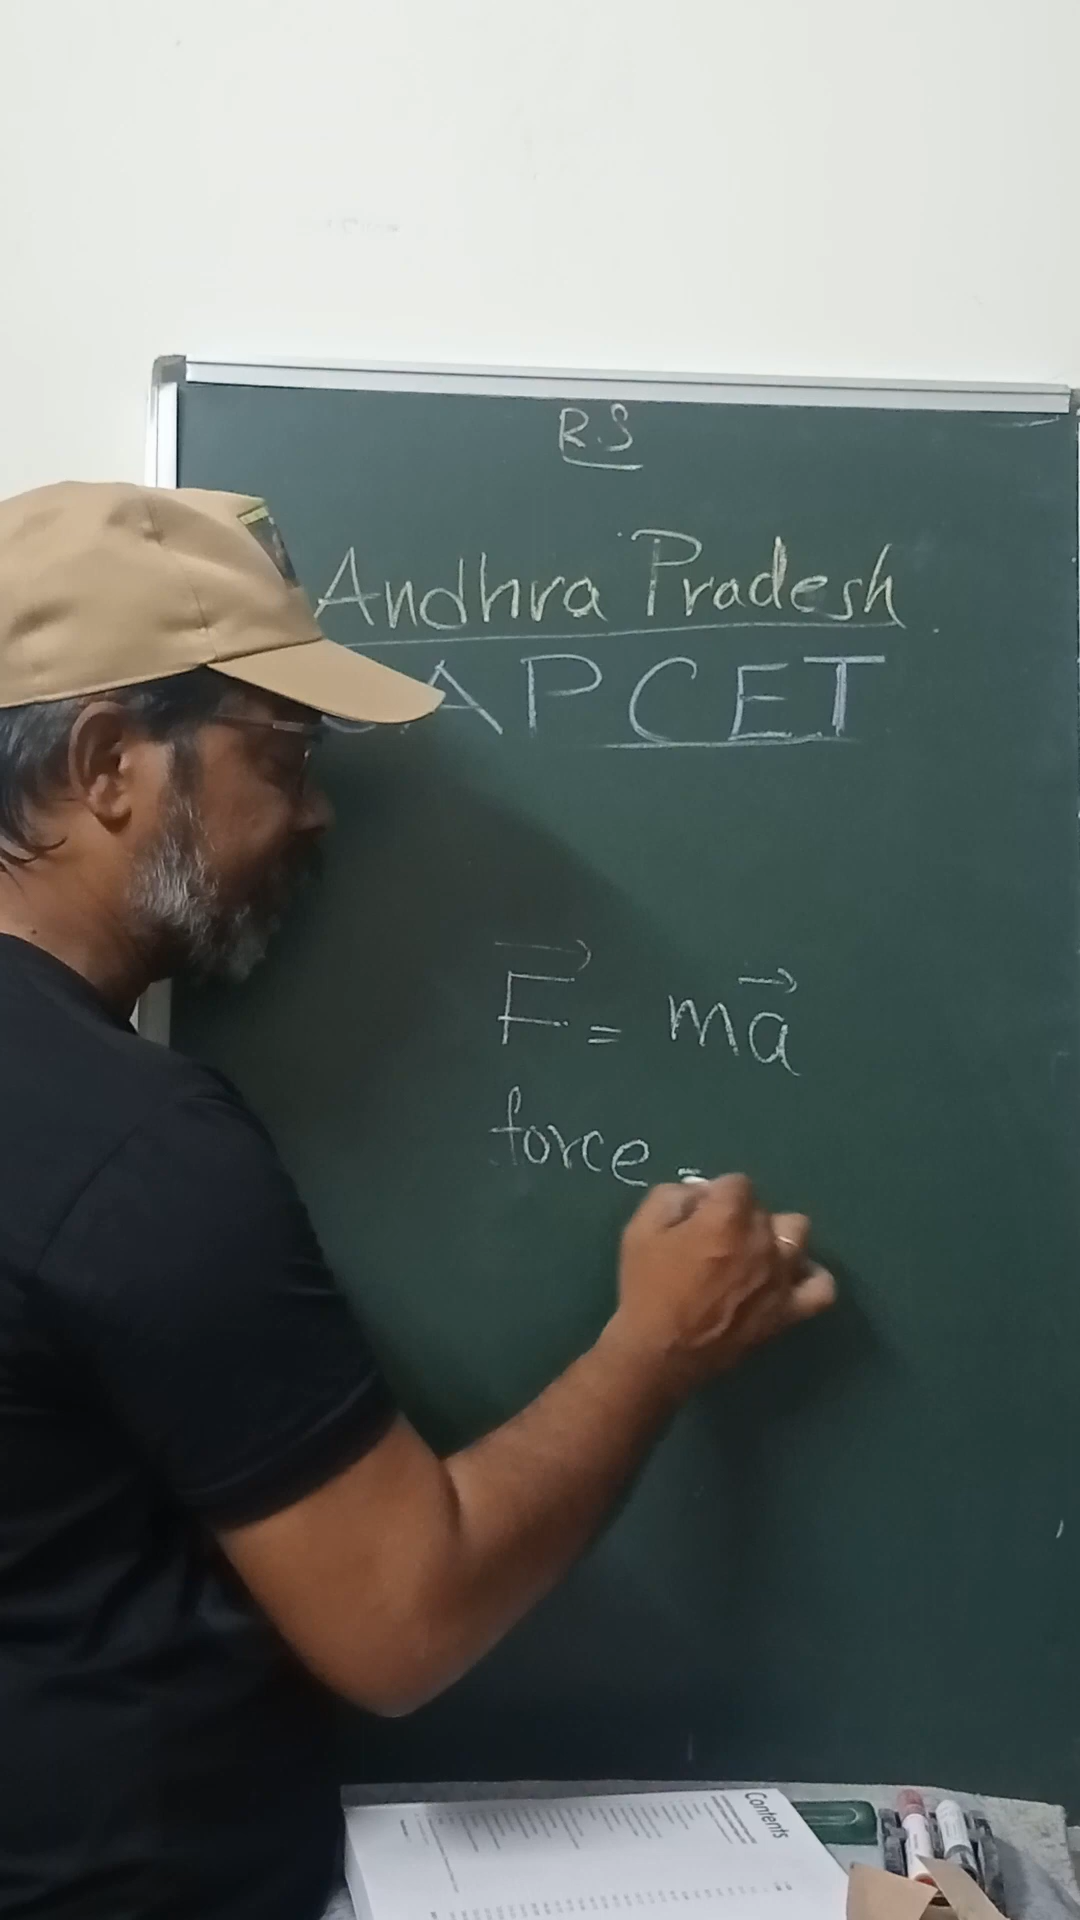 R.S
Andhra Pradesh
APCET
F = ma
force =
Contents